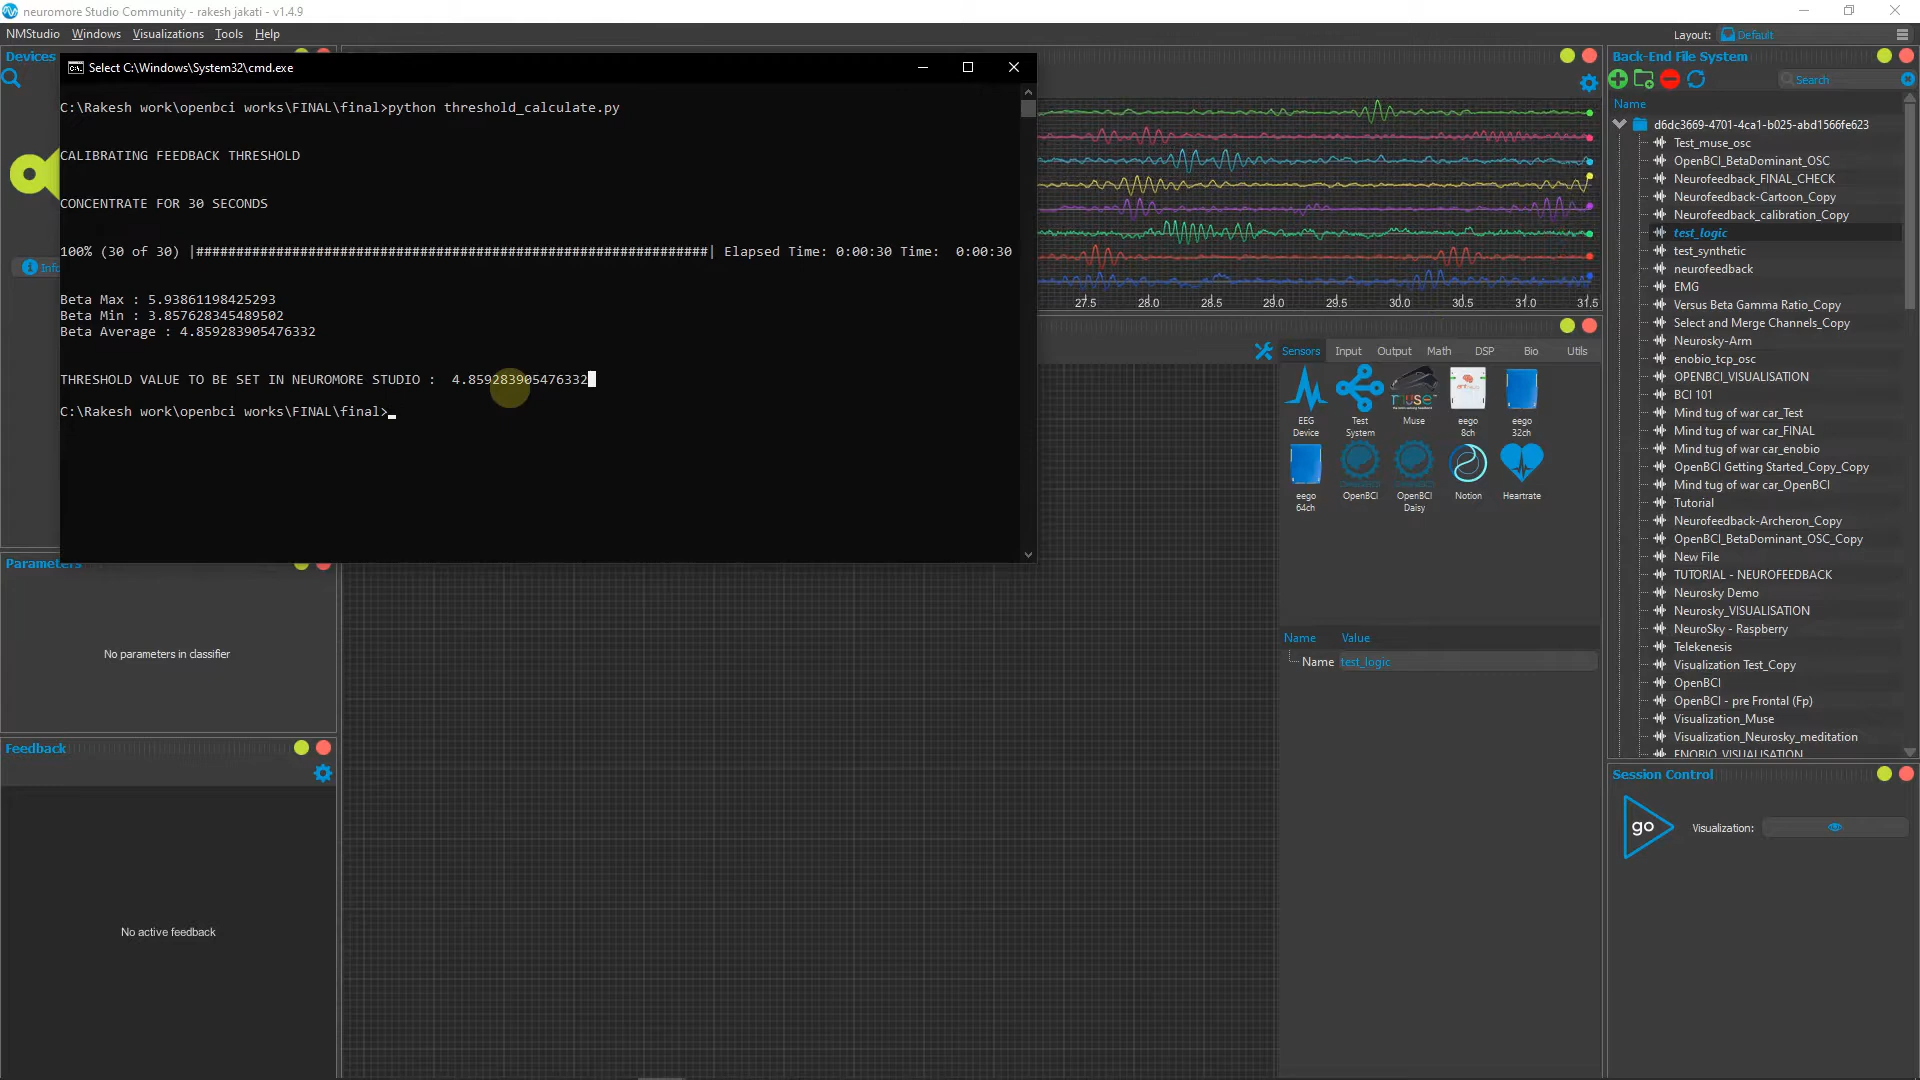 neuromore Studio Community - rakesh jakati - v1.4.9
NMStudio Windows Visualizations Tools Help
Layout: Default
Devices
Select C:\Windows\System32\cmd.exe
C:\Rakesh work\openbci works\FINAL\final>python threshold_calculate.py
CALIBRATING FEEDBACK THRESHOLD
CONCENTRATE FOR 30 SECONDS
100% (30 of 30) |################################################################| Elapsed Time: 0:00:30 Time:  0:00:30
Beta Max : 5.93861198425293
Beta Min : 3.857628345489502
Beta Average : 4.859283905476332
THRESHOLD VALUE TO BE SET IN NEUROMORE STUDIO :  4.859283905476332
C:\Rakesh work\openbci works\FINAL\final>
Info
27.5 28.0 28.5 29.0 29.5 30.0 30.5 31.0 31.5
Sensors Input Output Math DSP Bio Utils
EEG Device
Test System
muse
Muse
eego 8ch
eego 32ch
eego 64ch
OpenBCI
OpenBCI Daisy
Notion
Heartrate
Name Value
Name test_logic
Parameters
No parameters in classifier
Feedback
No active feedback
Back-End File System
Search
Name
d6dc3669-4701-4ca1-b025-abd1566fe623
Test_muse_osc
OpenBCI_BetaDominant_OSC
Neurofeedback_FINAL_CHECK
Neurofeedback-Cartoon_Copy
Neurofeedback_calibration_Copy
test_logic
test_synthetic
neurofeedback
EMG
Versus Beta Gamma Ratio_Copy
Select and Merge Channels_Copy
Neurosky-Arm
enobio_tcp_osc
OPENBCI_VISUALISATION
BCI 101
Mind tug of war car_Test
Mind tug of war car_FINAL
Mind tug of war car_enobio
OpenBCI Getting Started_Copy_Copy
Mind tug of war car_OpenBCI
Tutorial
Neurofeedback-Archeron_Copy
OpenBCI_BetaDominant_OSC_Copy
New File
TUTORIAL - NEUROFEEDBACK
Neurosky Demo
Neurosky_VISUALISATION
NeuroSky - Raspberry
Telekenesis
Visualization Test_Copy
OpenBCI
OpenBCI - pre Frontal (Fp)
Visualization_Muse
Visualization_Neurosky_meditation
ENOBIO_VISUALISATION
Session Control
go
Visualization: